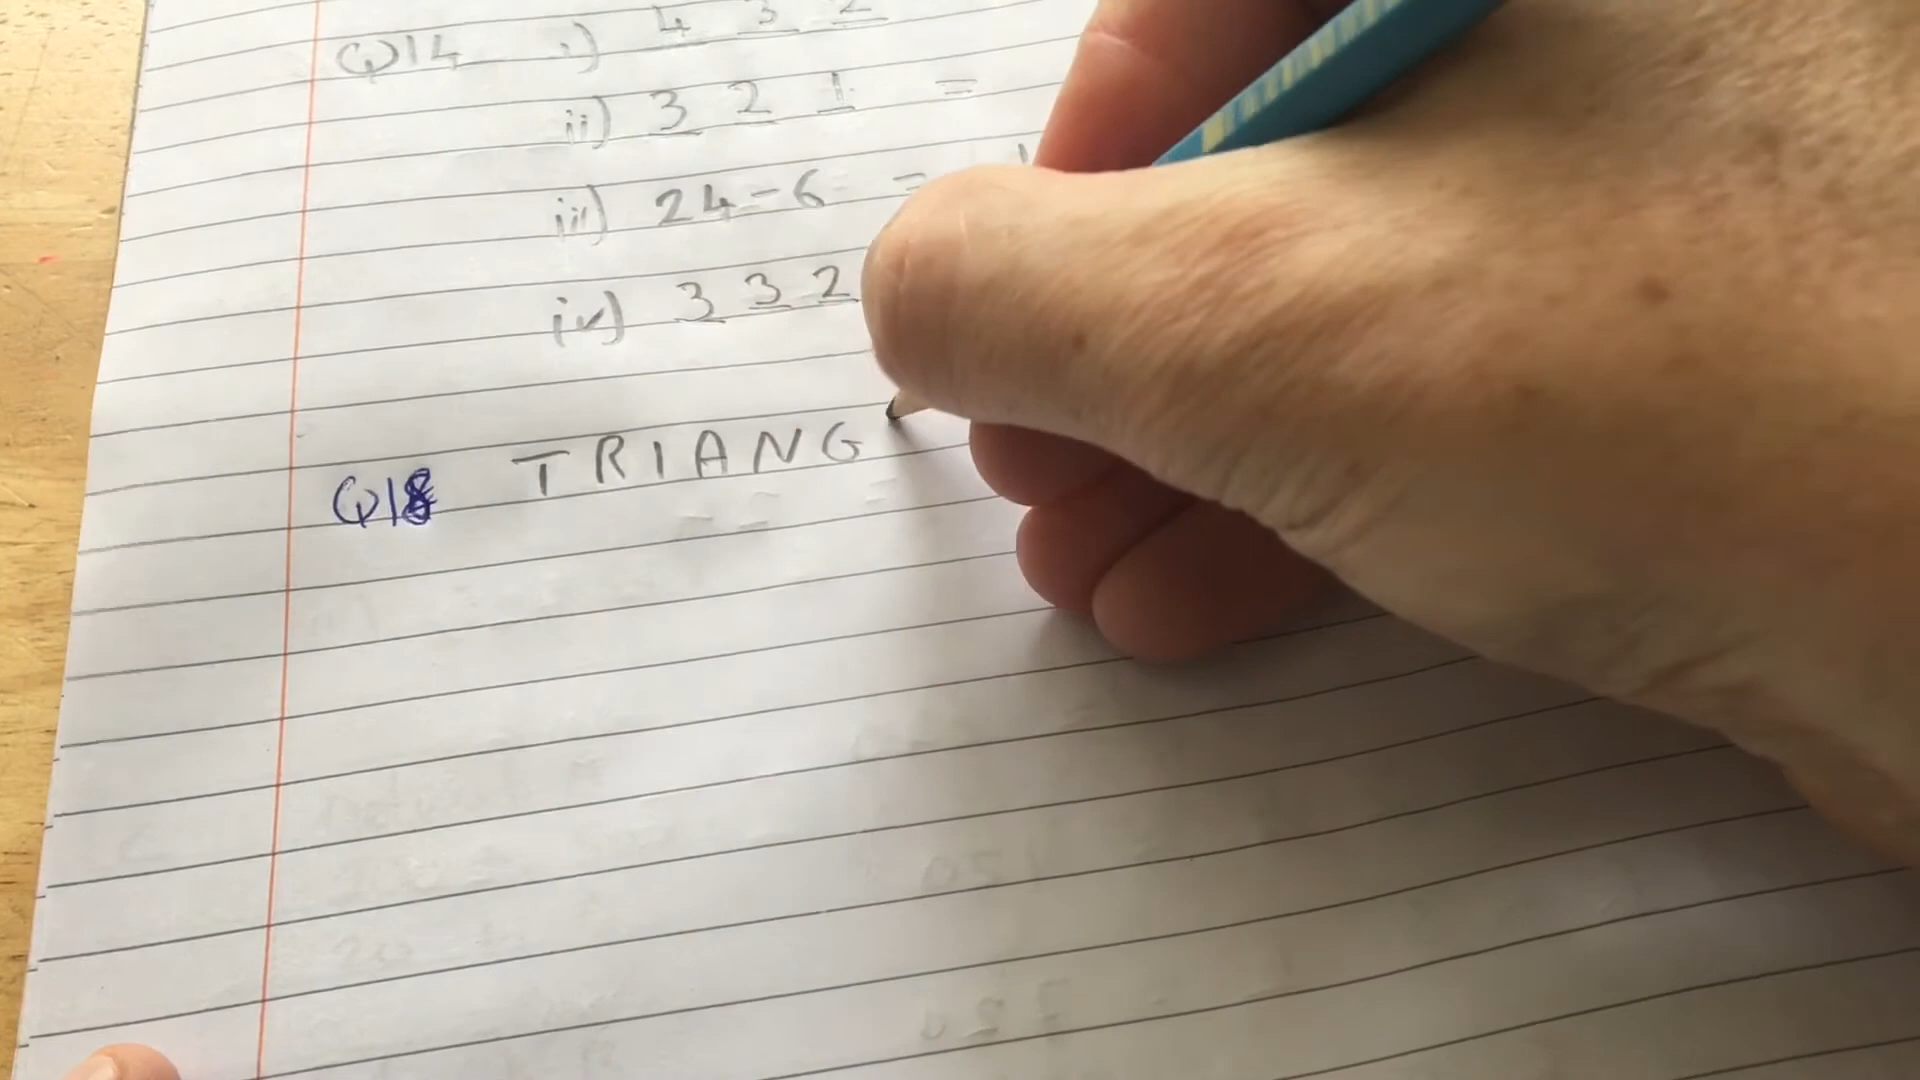 Q14 i) 4 3 2
ii) 3 2 1 =
iii) 24-6 =
iv) 3 3 2
Q18 TRIANG